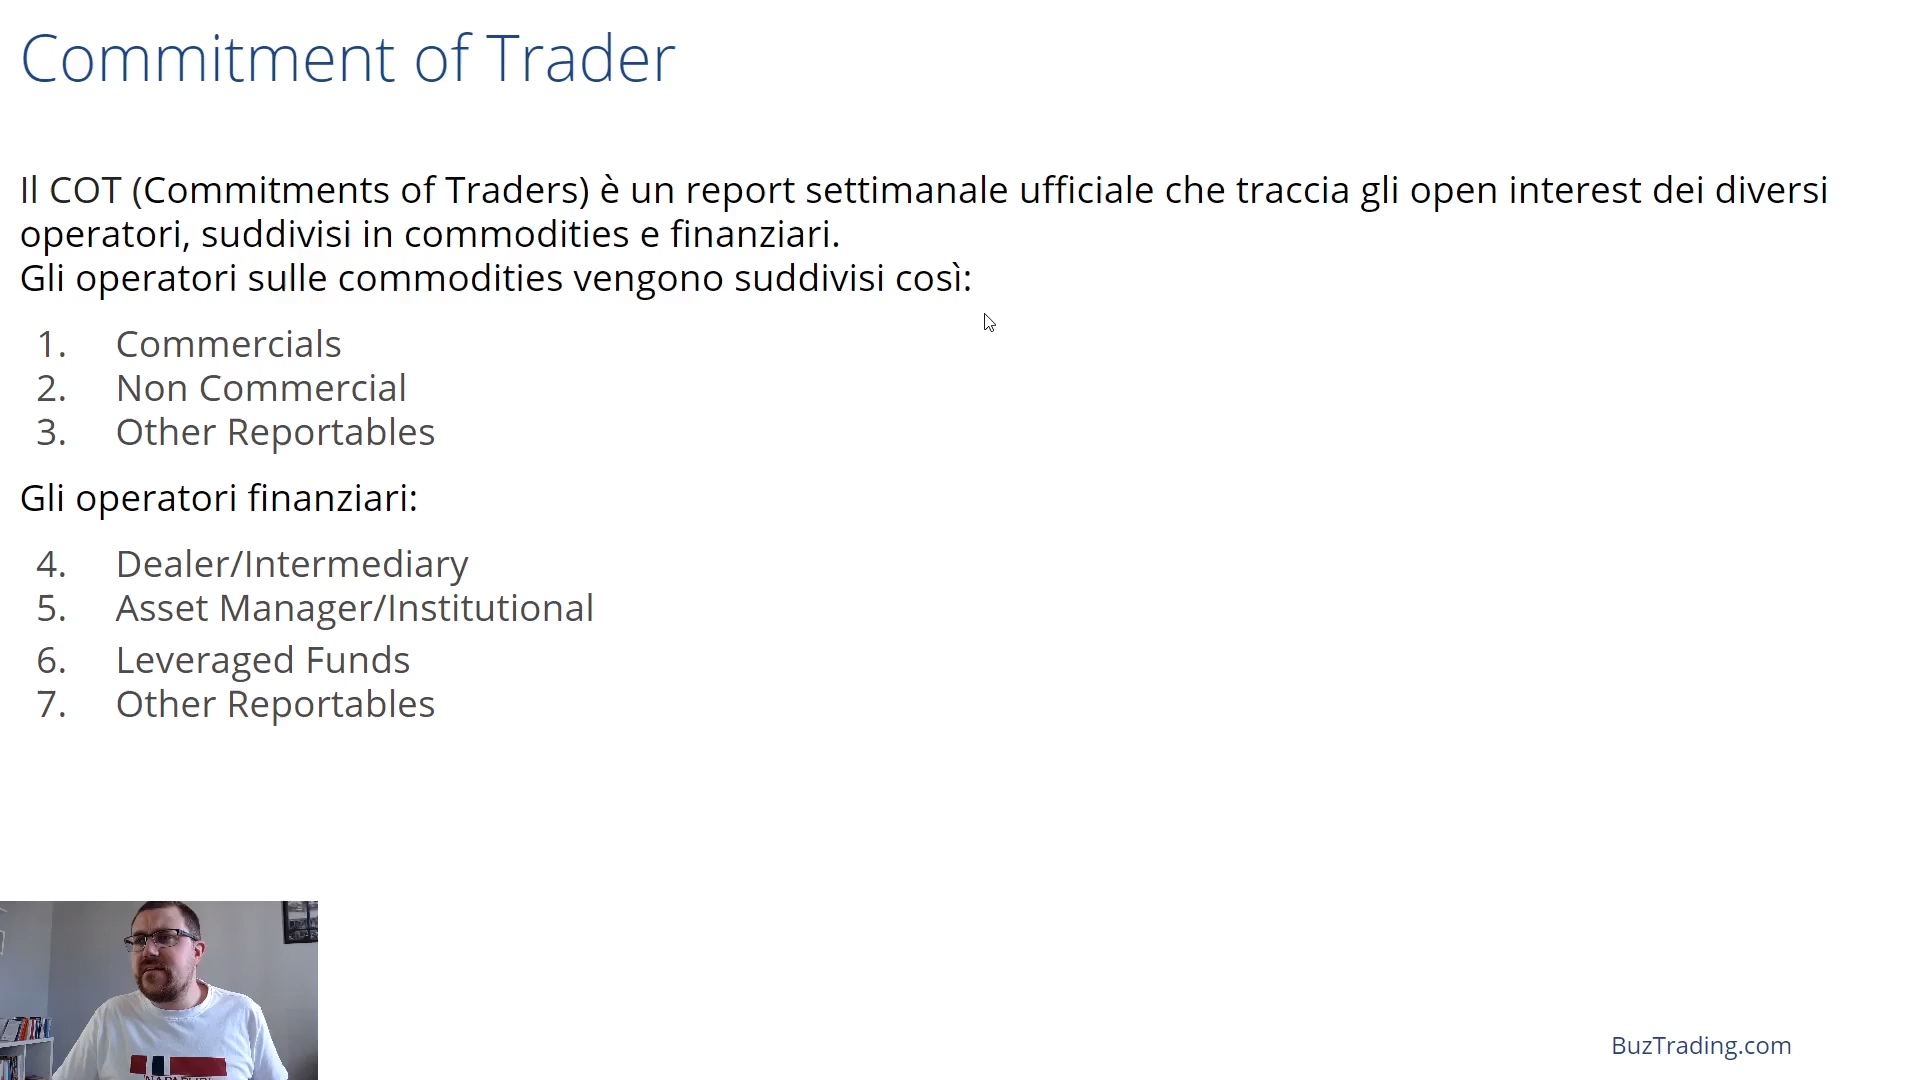 Commitment of Trader
Il COT (Commitments of Traders) è un report settimanale ufficiale che traccia gli open interest dei diversi
operatori, suddivisi in commodities e finanziari.
Gli operatori sulle commodities vengono suddivisi così:
1. Commercials
2. Non Commercial
3. Other Reportables
Gli operatori finanziari:
4. Dealer/Intermediary
5. Asset Manager/Institutional
6. Leveraged Funds
7. Other Reportables
BuzTrading.com